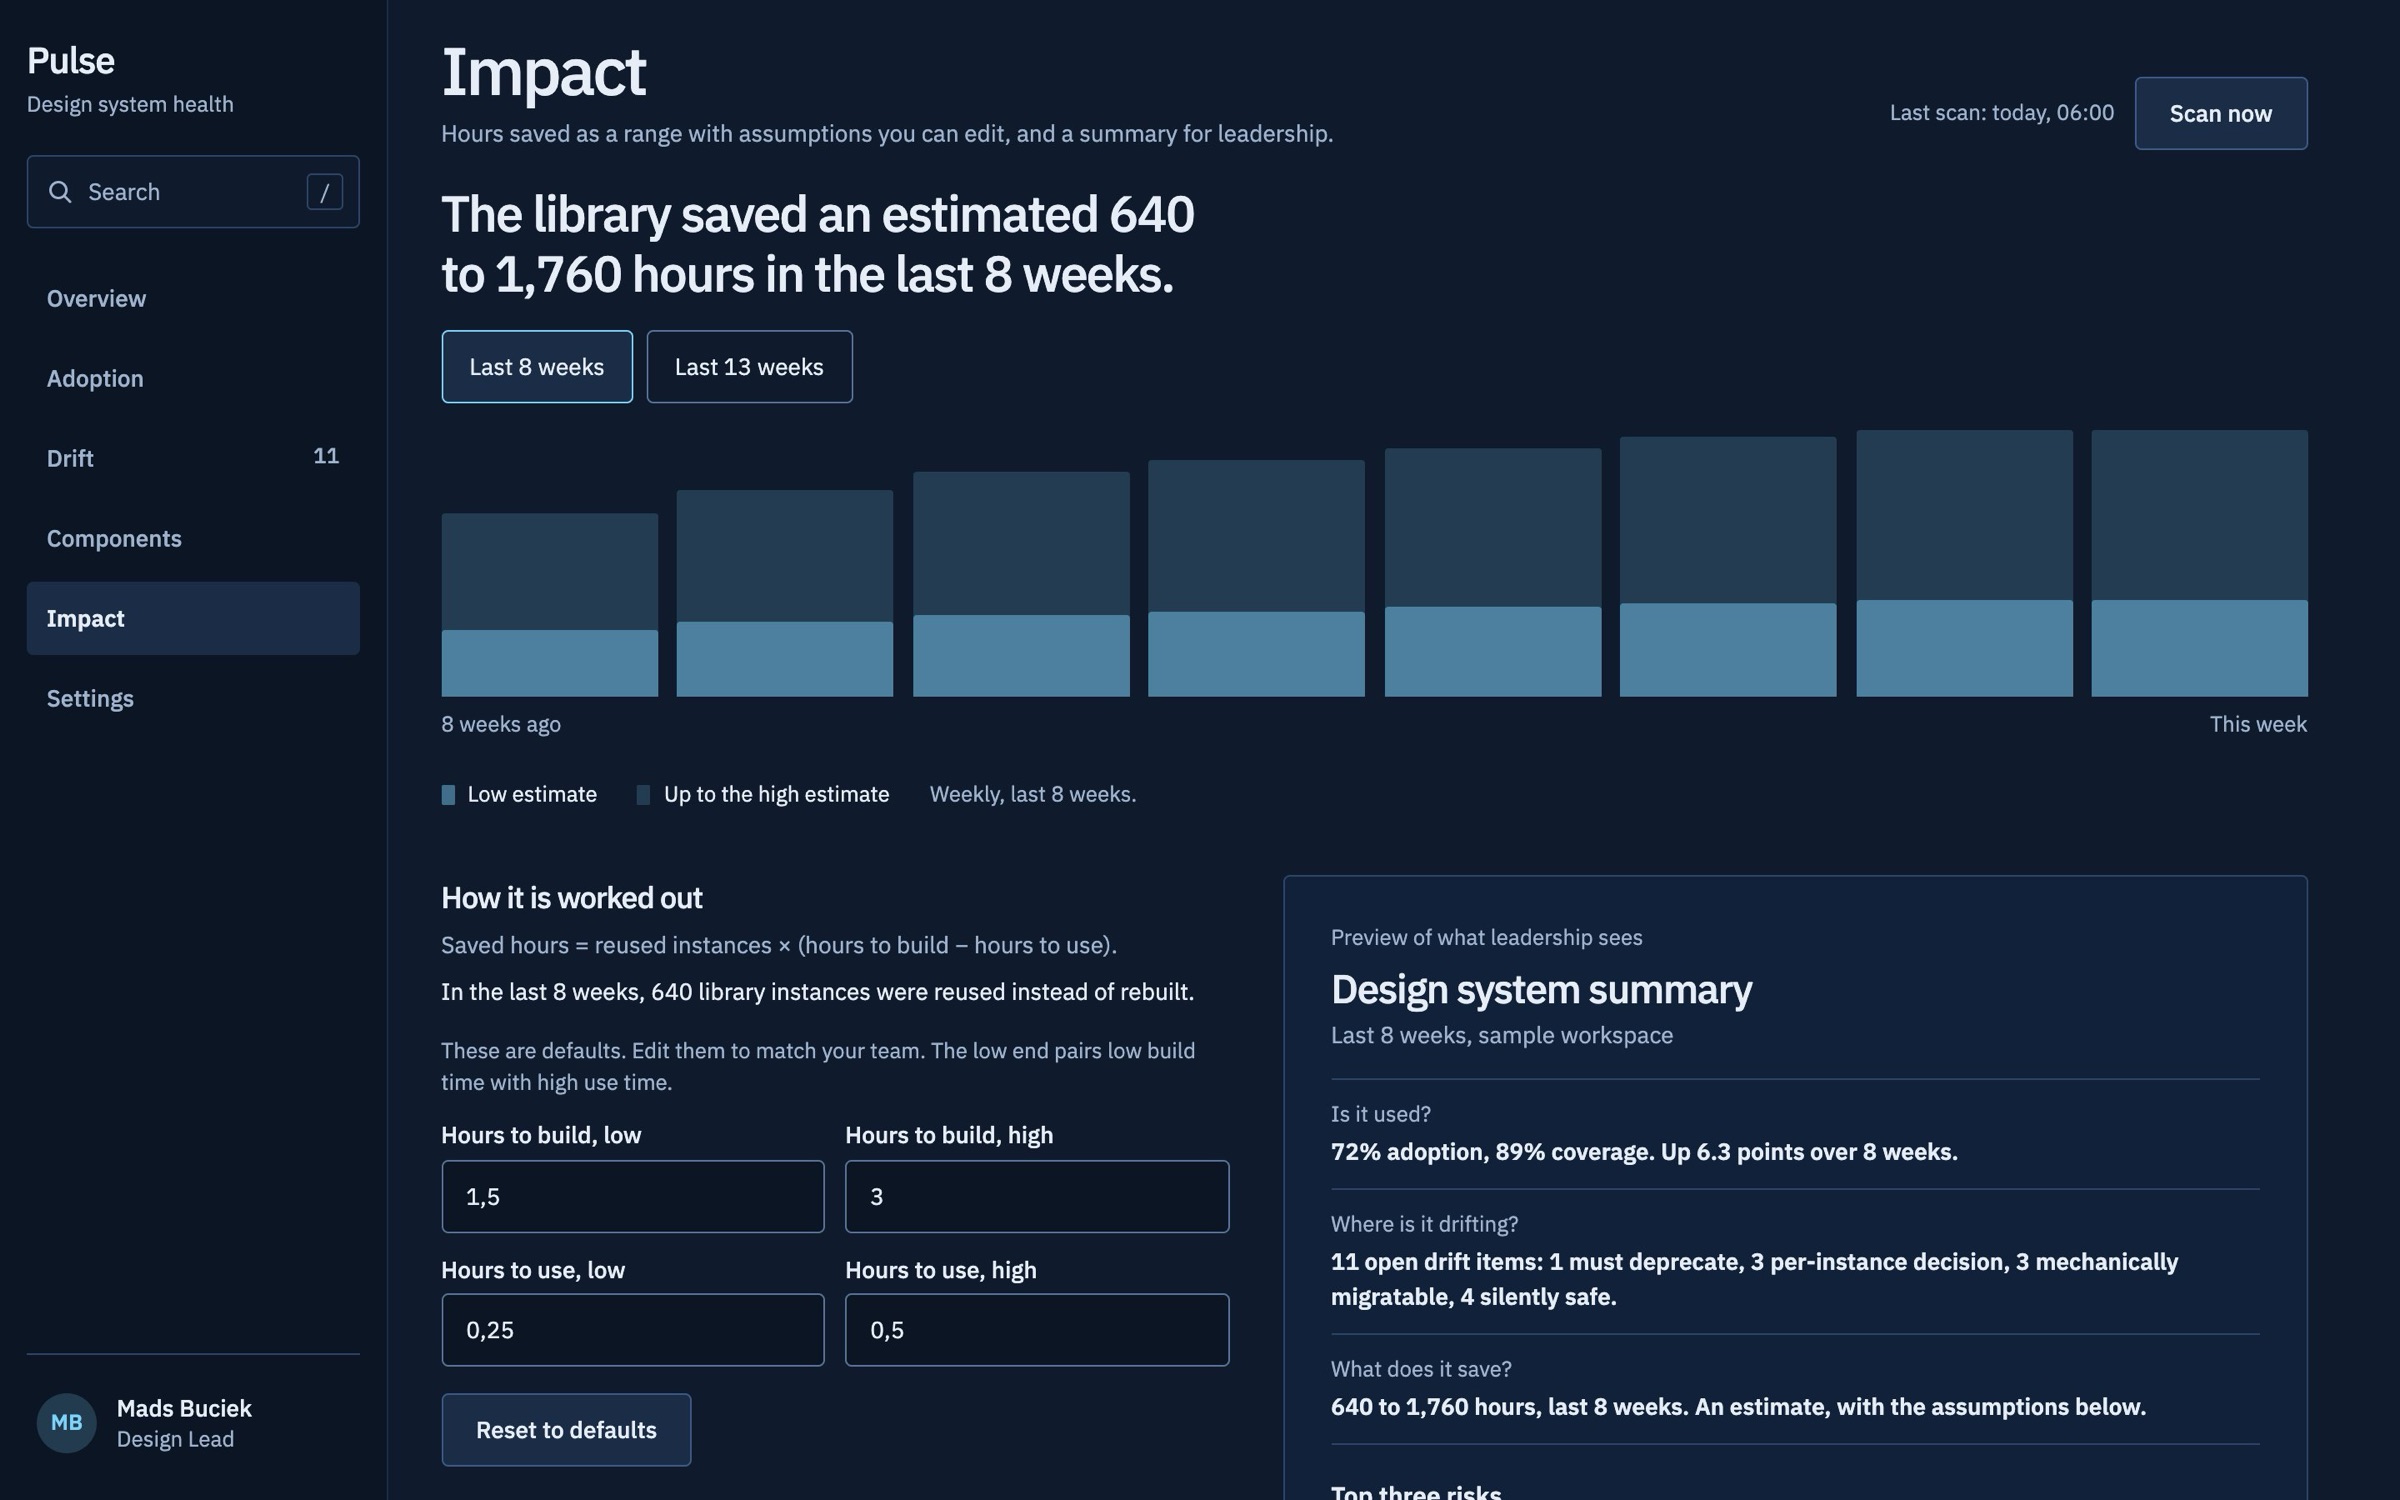 Pulse
Design system health
Search
/
Overview
Adoption
Drift 11
Components
Impact
Settings
MB
Mads Buciek
Design Lead
Impact
Hours saved as a range with assumptions you can edit, and a summary for leadership.
Last scan: today, 06:00
Scan now
The library saved an estimated 640
to 1,760 hours in the last 8 weeks.
Last 8 weeks
Last 13 weeks
8 weeks ago
This week
Low estimate
Up to the high estimate
Weekly, last 8 weeks.
How it is worked out
Saved hours = reused instances × (hours to build – hours to use).
In the last 8 weeks, 640 library instances were reused instead of rebuilt.
These are defaults. Edit them to match your team. The low end pairs low build
time with high use time.
Hours to build, low
1,5
Hours to build, high
3
Hours to use, low
0,25
Hours to use, high
0,5
Reset to defaults
Preview of what leadership sees
Design system summary
Last 8 weeks, sample workspace
Is it used?
72% adoption, 89% coverage. Up 6.3 points over 8 weeks.
Where is it drifting?
11 open drift items: 1 must deprecate, 3 per-instance decision, 3 mechanically
migratable, 4 silently safe.
What does it save?
640 to 1,760 hours, last 8 weeks. An estimate, with the assumptions below.
Top three risks